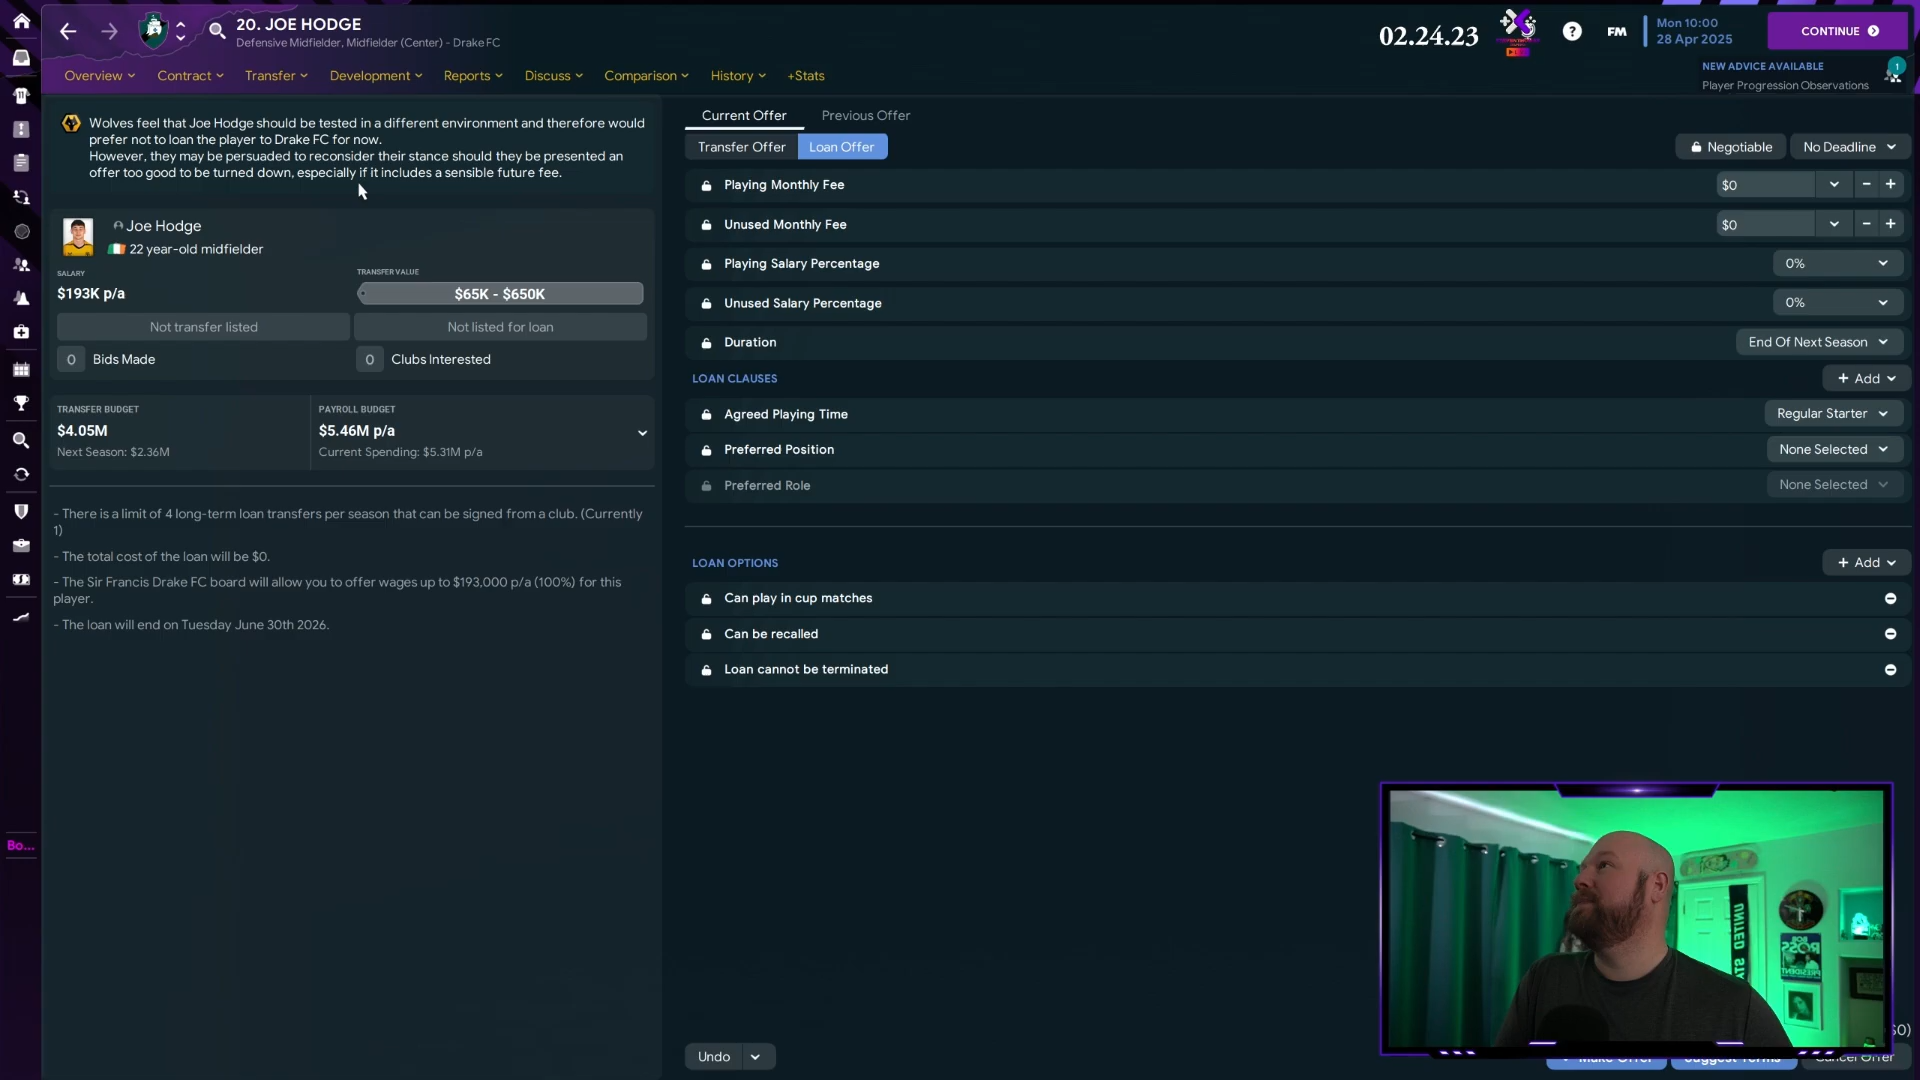 20. JOE HODGE
Defensive Midfielder, Midfielder (Center) - Drake FC
02.24.23
FM
Mon 10:00
28 Apr 2025
CONTINUE
Overview
Contract
Transfer
Development
Reports
Discuss
Comparison
History
+Stats
NEW ADVICE AVAILABLE
Player Progression Observations
1
Wolves feel that Joe Hodge should be tested in a different environment and therefore would
prefer not to loan the player to Drake FC for now.
However, they may be persuaded to reconsider their stance should they be presented an
offer too good to be turned down, especially if it includes a sensible future fee.
Joe Hodge
22 year-old midfielder
SALARY
$193K p/a
TRANSFER VALUE
$65K - $650K
Not transfer listed
Not listed for loan
0 Bids Made
0 Clubs Interested
TRANSFER BUDGET
$4.05M
Next Season: $2.36M
PAYROLL BUDGET
$5.46M p/a
Current Spending: $5.31M p/a
- There is a limit of 4 long-term loan transfers per season that can be signed from a club. (Currently
1)
- The total cost of the loan will be $0.
- The Sir Francis Drake FC board will allow you to offer wages up to $193,000 p/a (100%) for this
player.
- The loan will end on Tuesday June 30th 2026.
Bo...
Current Offer
Previous Offer
Transfer Offer
Loan Offer
Negotiable
No Deadline
Playing Monthly Fee $0
Unused Monthly Fee $0
Playing Salary Percentage 0%
Unused Salary Percentage 0%
Duration End Of Next Season
LOAN CLAUSES + Add
Agreed Playing Time Regular Starter
Preferred Position None Selected
Preferred Role None Selected
LOAN OPTIONS + Add
Can play in cup matches
Can be recalled
Loan cannot be terminated
Undo
Make Offer
Suggest Terms
Cancel Offer
$0)